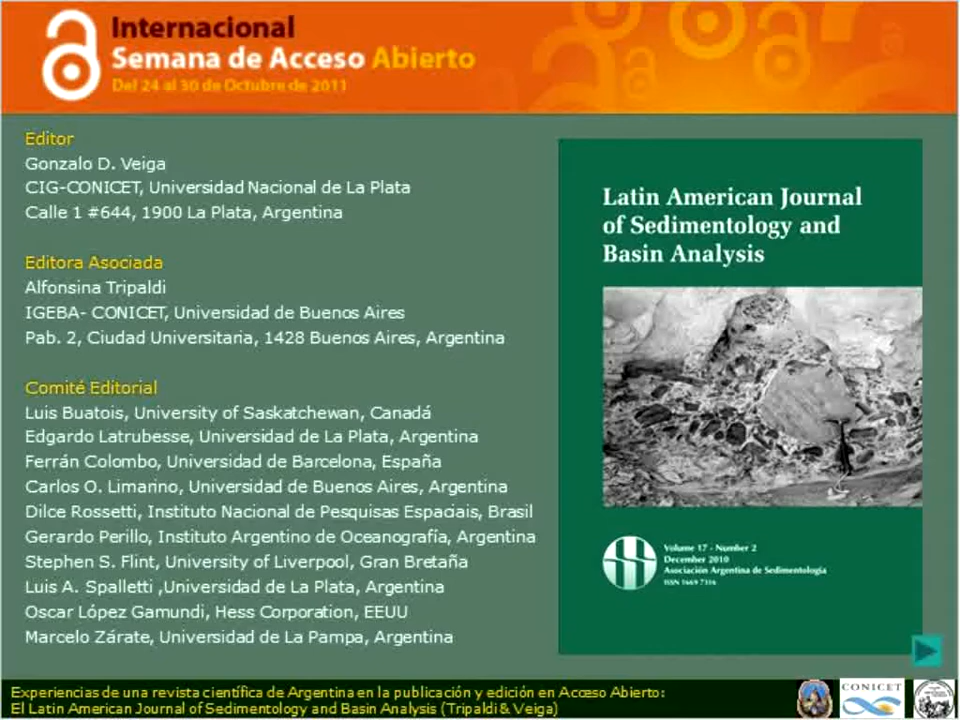 Internacional
Semana de Acceso Abierto
Del 24 al 30 de Octubre de 2011
Editor
Gonzalo D. Veiga
CIG-CONICET, Universidad Nacional de La Plata
Calle 1 #644, 1900 La Plata, Argentina
Editora Asociada
Alfonsina Tripaldi
IGEBA- CONICET, Universidad de Buenos Aires
Pab. 2, Ciudad Universitaria, 1428 Buenos Aires, Argentina
Comité Editorial
Luis Buatois, University of Saskatchewan, Canadá
Edgardo Latrubesse, Universidad de La Plata, Argentina
Ferrán Colombo, Universidad de Barcelona, España
Carlos O. Limarino, Universidad de Buenos Aires, Argentina
Dilce Rossetti, Instituto Nacional de Pesquisas Espaciais, Brasil
Gerardo Perillo, Instituto Argentino de Oceanografía, Argentina
Stephen S. Flint, University of Liverpool, Gran Bretaña
Luis A. Spalletti ,Universidad de La Plata, Argentina
Oscar López Gamundi, Hess Corporation, EEUU
Marcelo Zárate, Universidad de La Pampa, Argentina
Latin American Journal
of Sedimentology and
Basin Analysis
Volume 17 - Number 2
December 2010
Asociación Argentina de Sedimentología
ISSN 1669 7316
Experiencias de una revista científica de Argentina en la publicación y edición en Acceso Abierto:
El Latin American Journal of Sedimentology and Basin Analysis (Tripaldi & Veiga)
CONICET